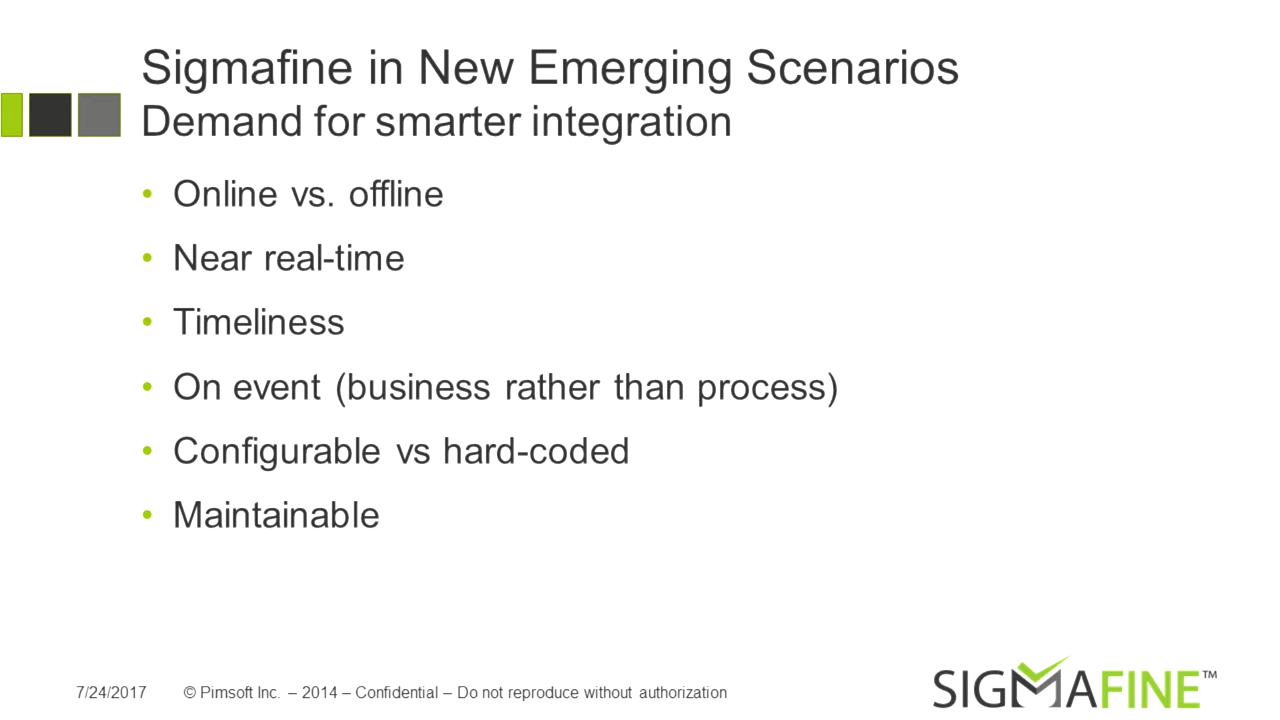 Sigmafine in New Emerging Scenarios
Demand for smarter integration
• Online vs. offline
• Near real-time
• Timeliness
• On event (business rather than process)
• Configurable vs hard-coded
• Maintainable
7/24/2017 © Pimsoft Inc. – 2014 – Confidential – Do not reproduce without authorization
SIGMAFINE™